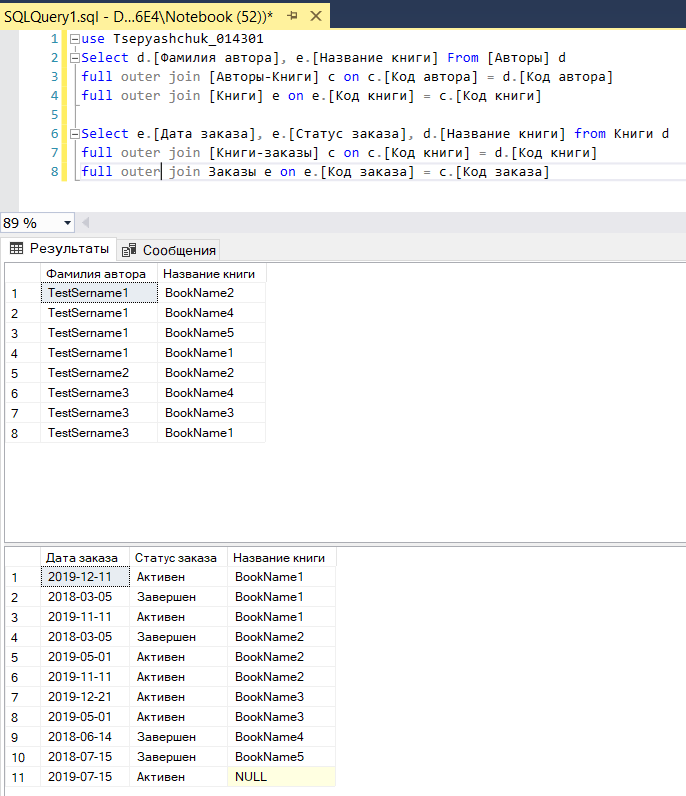 SQLQuery1.sql - D...6E4\Notebook (52))*
1 use Tsepyashchuk_014301
2 Select d.[Фамилия автора], e.[Название книги] From [Авторы] d
3 full outer join [Авторы-Книги] c on c.[Код автора] = d.[Код автора]
4 full outer join [Книги] e on e.[Код книги] = c.[Код книги]
5
6 Select e.[Дата заказа], e.[Статус заказа], d.[Название книги] from Книги d
7 full outer join [Книги-заказы] c on c.[Код книги] = d.[Код книги]
8 full outer join Заказы e on e.[Код заказа] = c.[Код заказа]
89 %
Результаты Сообщения
Фамилия автора Название книги
1 TestSername1 BookName2
2 TestSername1 BookName4
3 TestSername1 BookName5
4 TestSername1 BookName1
5 TestSername2 BookName2
6 TestSername3 BookName4
7 TestSername3 BookName3
8 TestSername3 BookName1
Дата заказа Статус заказа Название книги
1 2019-12-11 Активен BookName1
2 2018-03-05 Завершен BookName1
3 2019-11-11 Активен BookName1
4 2018-03-05 Завершен BookName2
5 2019-05-01 Активен BookName2
6 2019-11-11 Активен BookName2
7 2019-12-21 Активен BookName3
8 2019-05-01 Активен BookName3
9 2018-06-14 Завершен BookName4
10 2018-07-15 Завершен BookName5
11 2019-07-15 Активен NULL